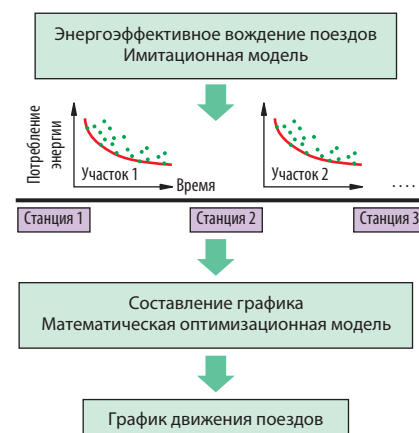 Энергоэффективное вождение поездов
Имитационная модель
Потребление
энергии
Участок 1
Время
Участок 2
....
Станция 1
Станция 2
Станция 3
Составление графика
Математическая оптимизационная модель
График движения поездов